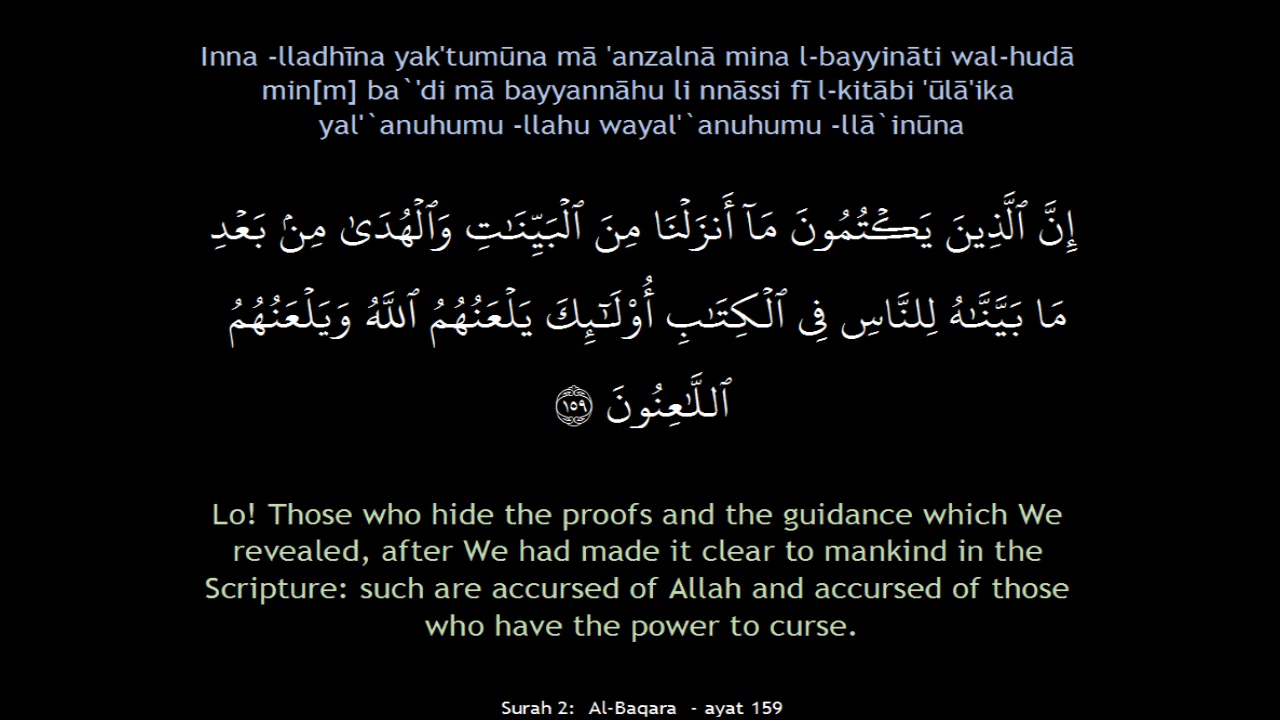 Inna -lladhīna yak'tumūna mā 'anzalnā mina l-bayyināti wal-hudā
min[m] ba`'di mā bayyannāhu li nnāssi fī l-kitābi 'ūlā'ika
yal'`anuhumu -llahu wayal'`anuhumu -llā`inūna
إِنَّ ٱلَّذِينَ يَكۡتُمُونَ مَآ أَنزَلۡنَا مِنَ ٱلۡبَيِّنَٰتِ وَٱلۡهُدَىٰ مِنۢ بَعۡدِ
مَا بَيَّنَّٰهُ لِلنَّاسِ فِي ٱلۡكِتَٰبِ أُوْلَٰٓئِكَ يَلۡعَنُهُمُ ٱللَّهُ وَيَلۡعَنُهُمُ
ٱللَّٰعِنُونَ ١٥٩
Lo! Those who hide the proofs and the guidance which We
revealed, after We had made it clear to mankind in the
Scripture: such are accursed of Allah and accursed of those
who have the power to curse.
Surah 2: Al-Baqara - ayat 159